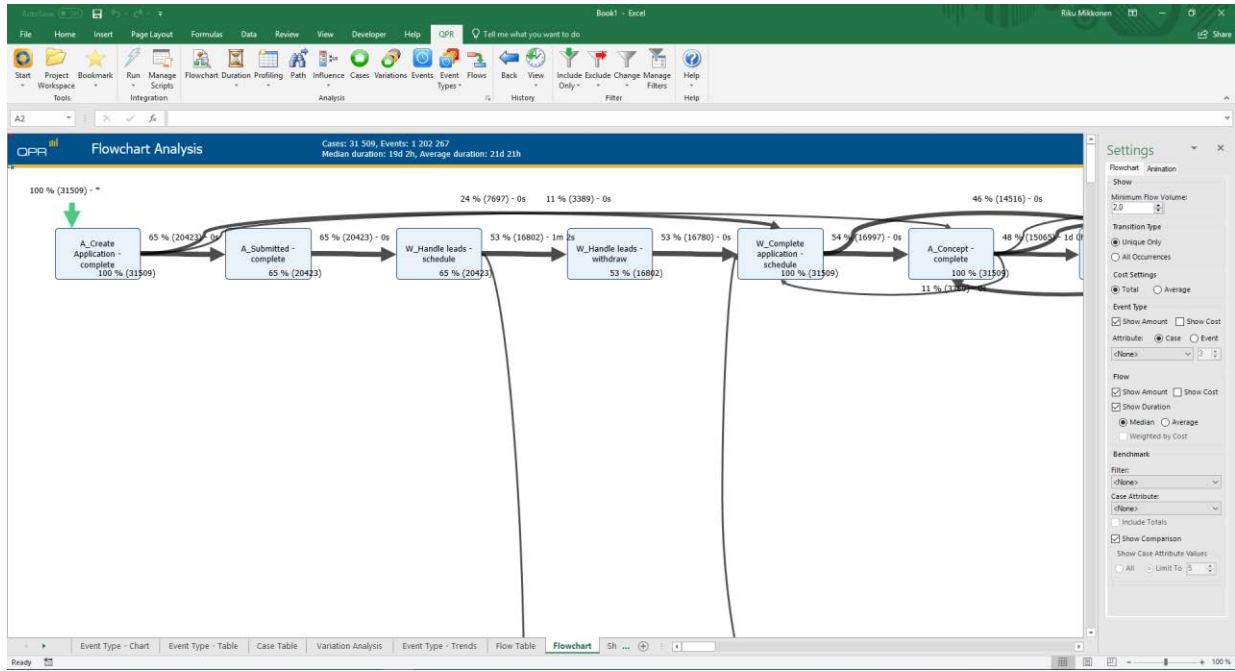 AutoSave Off
Book1 - Excel
Riku Mikkonen
File Home Insert Page Layout Formulas Data Review View Developer Help QPR Tell me what you want to do
Share
Start Project Workspace Bookmark Run Manage Scripts Flowchart Duration Profiling Path Influence Cases Variations Events Event Types Flows Back View Include Only Exclude Change Manage Filters Help
Tools Integration Analysis History Filter Help
A2 fx
QPR Flowchart Analysis
Cases: 31 509, Events: 1 202 267
Median duration: 19d 2h, Average duration: 21d 21h
100 % (31509) - *
24 % (7697) - 0s 11 % (3389) - 0s 46 % (14516) - 0s
A_Create Application - complete
100 % (31509)
65 % (20423) - 0s
A_Submitted - complete
65 % (20423)
65 % (20423) - 0s
W_Handle leads - schedule
65 % (20423)
53 % (16802) - 1m 2s
W_Handle leads - withdraw
53 % (16802)
53 % (16780) - 0s
W_Complete application - schedule
100 % (31509)
54 % (16997) - 0s
A_Concept - complete
100 % (31509)
48 % (15065) - 1d
11 % (3389) - 0s
Settings
Flowchart Animation
Show
Minimum Flow Volume:
2.0
Transition Type
Unique Only
All Occurrences
Cost Settings
Total Average
Event Type
Show Amount Show Cost
Attribute: Case Event
<None> 3
Flow
Show Amount Show Cost
Show Duration
Median Average
Weighted by Cost
Benchmark
Filter:
<None>
Case Attribute:
<None>
Include Totals
Show Comparison
Show Case Attribute Values
All Limit To 5
Event Type - Chart Event Type - Table Case Table Variation Analysis Event Type - Trends Flow Table Flowchart Sh ...
Ready
100 %